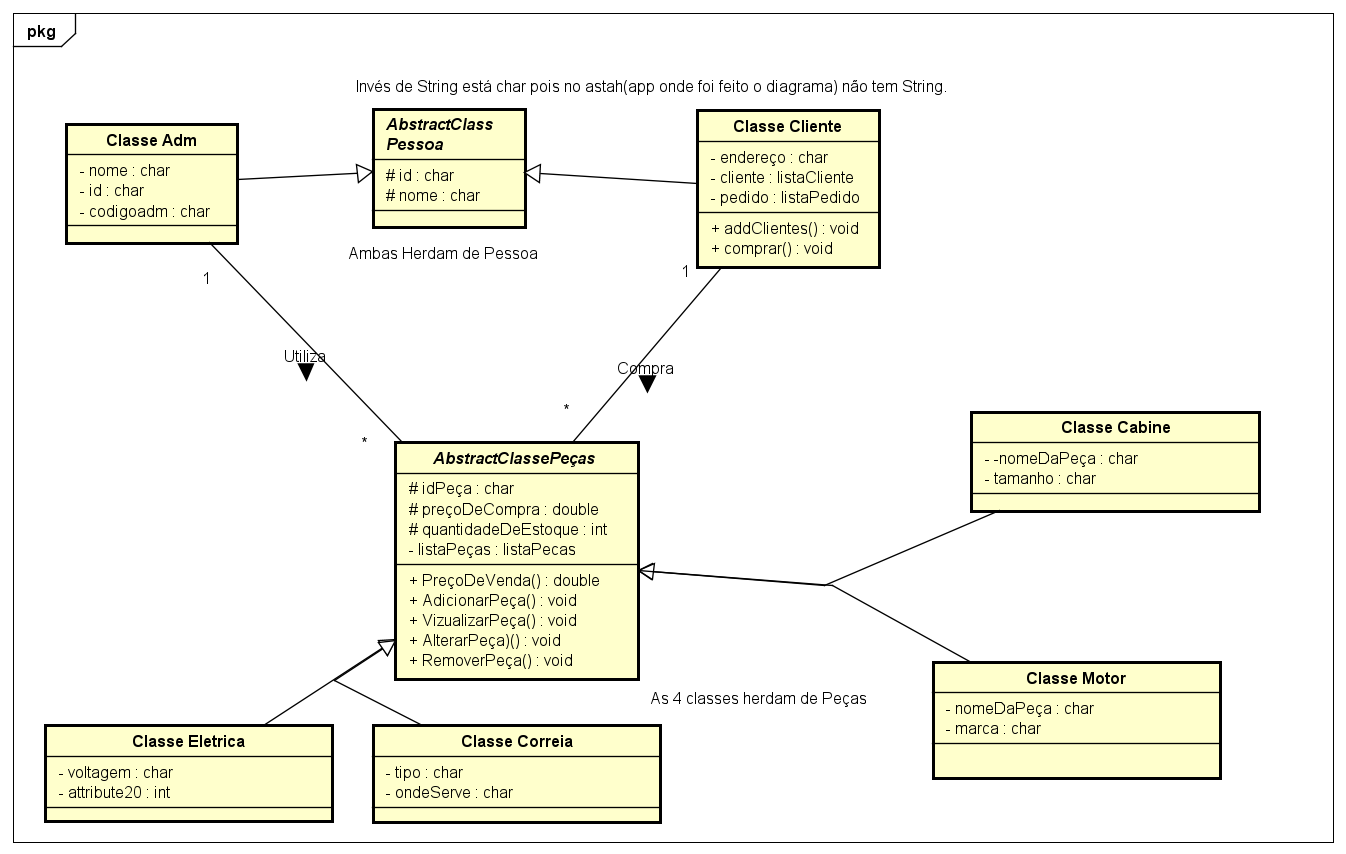 pkg
Invés de String está char pois no astah(app onde foi feito o diagrama) não tem String.
Classe Adm
- nome : char
- id : char
- codigoadm : char
AbstractClass
Pessoa
# id : char
# nome : char
Classe Cliente
- endereço : char
- cliente : listaCliente
- pedido : listaPedido
+ addClientes() : void
+ comprar() : void
Ambas Herdam de Pessoa
1
1
Utiliza
Compra
*
*
AbstractClassePeças
# idPeça : char
# preçoDeCompra : double
# quantidadeDeEstoque : int
- listaPeças : listaPecas
+ PreçoDeVenda() : double
+ AdicionarPeça() : void
+ VizualizarPeça() : void
+ AlterarPeça)() : void
+ RemoverPeça() : void
Classe Cabine
- -nomeDaPeça : char
- tamanho : char
Classe Motor
- nomeDaPeça : char
- marca : char
As 4 classes herdam de Peças
Classe Eletrica
- voltagem : char
- attribute20 : int
Classe Correia
- tipo : char
- ondeServe : char